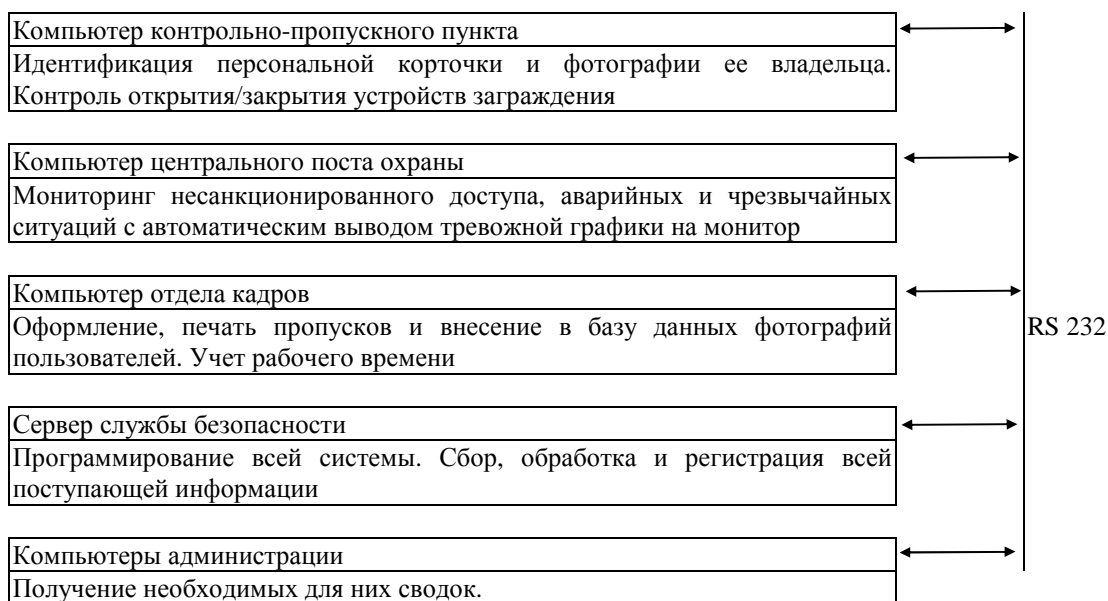 Компьютер контрольно-пропускного пункта
Идентификация персональной корточки и фотографии ее владельца.
Контроль открытия/закрытия устройств заграждения
Компьютер центрального поста охраны
Мониторинг несанкционированного доступа, аварийных и чрезвычайных
ситуаций с автоматическим выводом тревожной графики на монитор
Компьютер отдела кадров
Оформление, печать пропусков и внесение в базу данных фотографий
пользователей. Учет рабочего времени
RS 232
Сервер службы безопасности
Программирование всей системы. Сбор, обработка и регистрация всей
поступающей информации
Компьютеры администрации
Получение необходимых для них сводок.